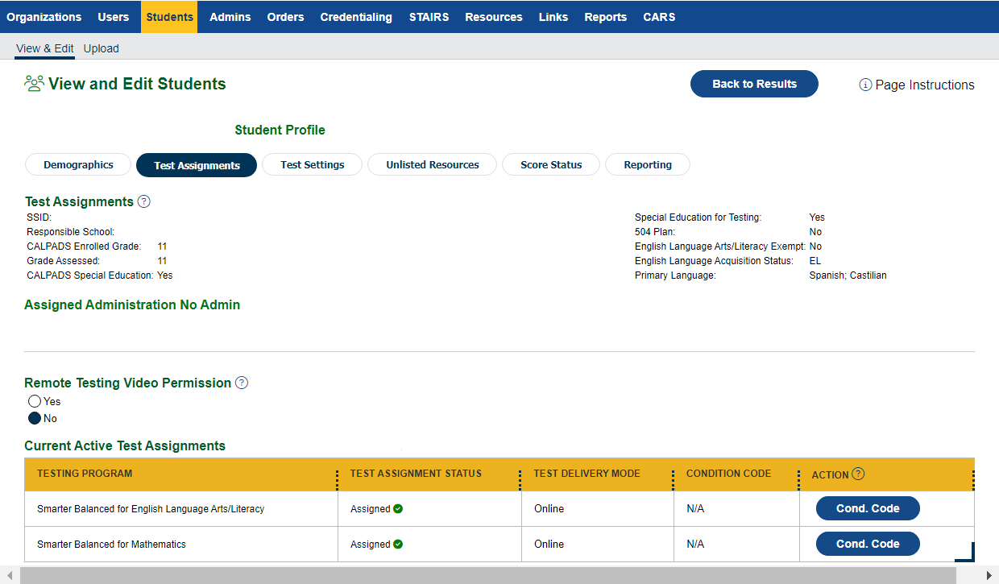 Organizations Users Students Admins Orders Credentialing STAIRS Resources Links Reports CARS
View & Edit Upload
View and Edit Students
Back to Results
Page Instructions
Student Profile
Demographics Test Assignments Test Settings Unlisted Resources Score Status Reporting
Test Assignments ?
SSID:
Responsible School:
CALPADS Enrolled Grade: 11
Grade Assessed: 11
CALPADS Special Education: Yes
Special Education for Testing: Yes
504 Plan: No
English Language Arts/Literacy Exempt: No
English Language Acquisition Status: EL
Primary Language: Spanish; Castilian
Assigned Administration No Admin
Remote Testing Video Permission ?
Yes
No
Current Active Test Assignments
TESTING PROGRAM TEST ASSIGNMENT STATUS TEST DELIVERY MODE CONDITION CODE ACTION ?
Smarter Balanced for English Language Arts/Literacy Assigned Online N/A Cond. Code
Smarter Balanced for Mathematics Assigned Online N/A Cond. Code